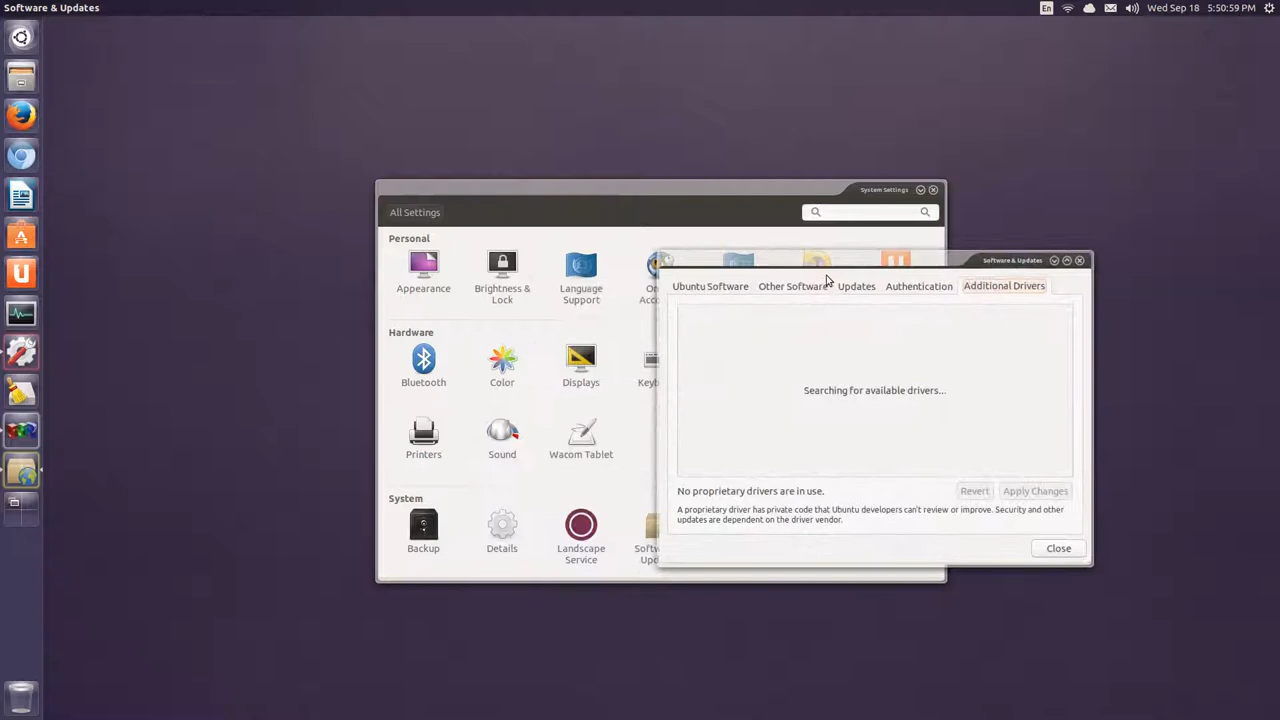 Software & Updates
En
Wed Sep 18
5:50:59 PM
System Settings
All Settings
Personal
Appearance
Brightness &
Lock
Language
Support
Hardware
Bluetooth
Color
Displays
Printers
Sound
Wacom Tablet
System
Backup
Details
Landscape
Service
Software & Updates
Ubuntu Software
Other Software
Updates
Authentication
Additional Drivers
Searching for available drivers...
No proprietary drivers are in use.
Revert
Apply Changes
A proprietary driver has private code that Ubuntu developers can't review or improve. Security and other
updates are dependent on the driver vendor.
Close